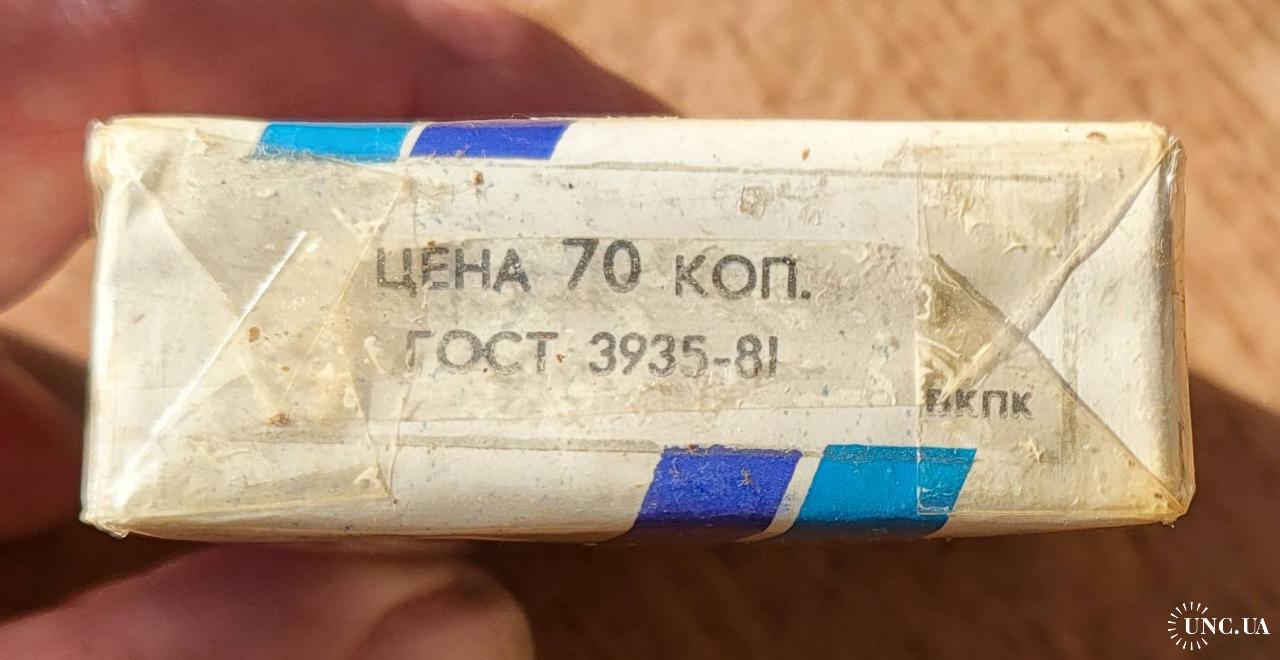 ЦЕНА 70 КОП.
ГОСТ 3935-81
ВКПК
UNC.UA